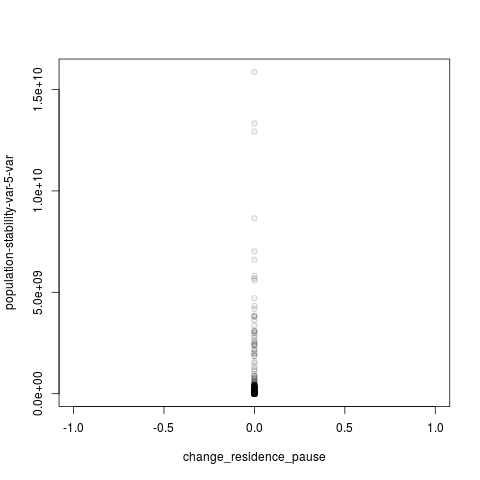 population-stability-var-5-var
1.5e+10
1.0e+10
5.0e+09
0.0e+00
-1.0
-0.5
0.0
0.5
1.0
change_residence_pause